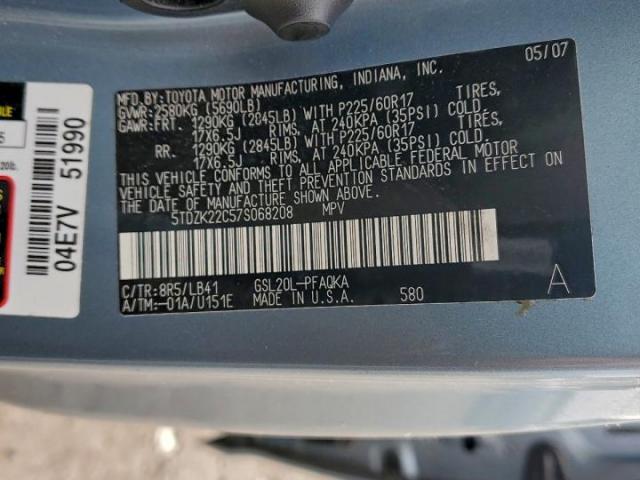 05/07
MFD.BY:TOYOTA MOTOR MANUFACTURING, INDIANA, INC.
GVWR:2580KG (5690LB)
GAWR:FRT. 1290KG (2845LB) WITH P225/60R17 TIRES,
17X6.5J RIMS, AT 240KPA (35PSI) COLD.
RR. 1290KG (2845LB) WITH P225/60R17 TIRES,
17X6.5J RIMS, AT 240KPA (35PSI) COLD.
THIS VEHICLE CONFORMS TO ALL APPLICABLE FEDERAL MOTOR
VEHICLE SAFETY AND THEFT PREVENTION STANDARDS IN EFFECT ON
THE DATE OF MANUFACTURE SHOWN ABOVE.
5TDZK22C57S068208 MPV
C/TR:8R5/LB41 GSL20L-PFAQKA
A/TM:-01A/U151E MADE IN U.S.A. 580
A
04E7V 51990